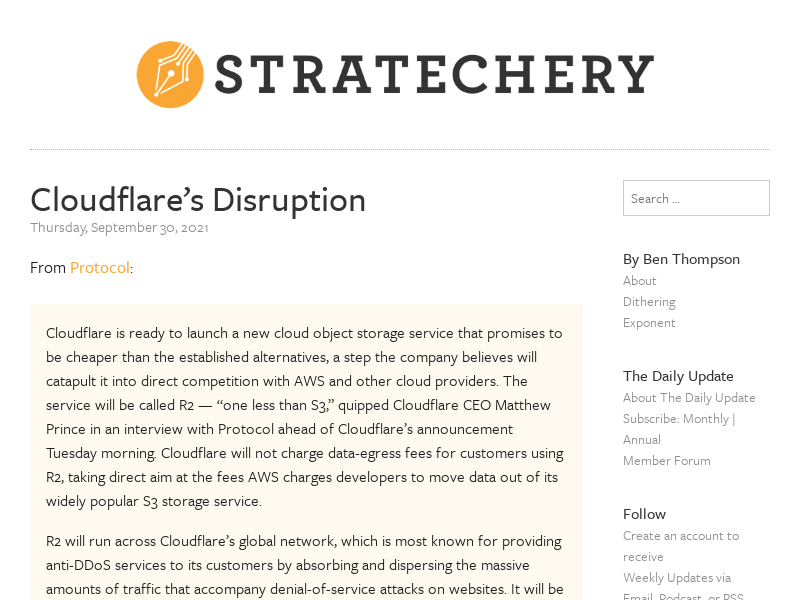 STRATECHERY
Cloudflare’s Disruption
Thursday, September 30, 2021
From Protocol:
Cloudflare is ready to launch a new cloud object storage service that promises to
be cheaper than the established alternatives, a step the company believes will
catapult it into direct competition with AWS and other cloud providers. The
service will be called R2 — “one less than S3,” quipped Cloudflare CEO Matthew
Prince in an interview with Protocol ahead of Cloudflare’s announcement
Tuesday morning. Cloudflare will not charge data-egress fees for customers using
R2, taking direct aim at the fees AWS charges developers to move data out of its
widely popular S3 storage service.
R2 will run across Cloudflare’s global network, which is most known for providing
anti-DDoS services to its customers by absorbing and dispersing the massive
amounts of traffic that accompany denial-of-service attacks on websites. It will be
Search ...
By Ben Thompson
About
Dithering
Exponent
The Daily Update
About The Daily Update
Subscribe: Monthly |
Annual
Member Forum
Follow
Create an account to
receive
Weekly Updates via
Email, Podcast, or RSS